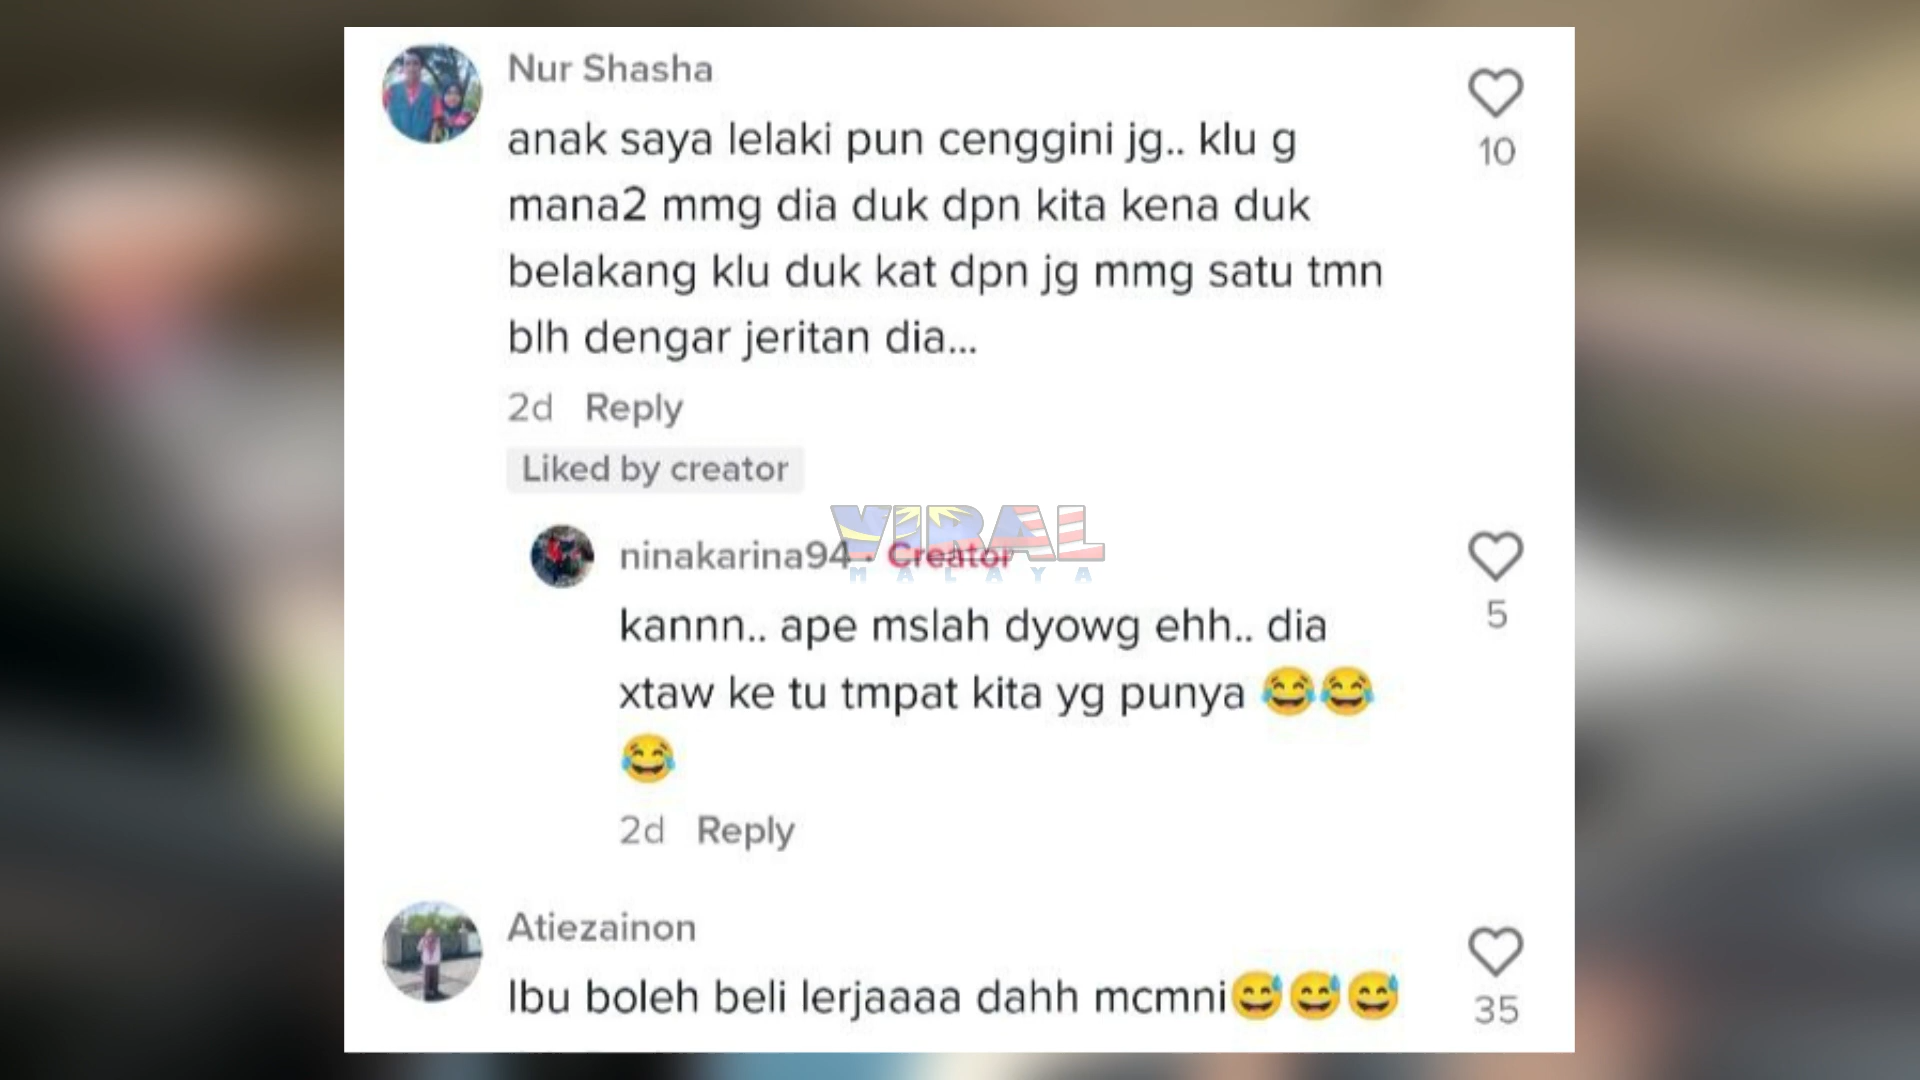 Nur Shasha
anak saya lelaki pun cenggini jg.. klu g
mana2 mmg dia duk dpn kita kena duk
belakang klu duk kat dpn jg mmg satu tmn
blh dengar jeritan dia...
10
2d Reply
Liked by creator
VIRAL
MALAYA
ninakarina94 · Creator
kannn.. ape mslah dyowg ehh.. dia
xtaw ke tu tmpat kita yg punya 😂😂
😂
5
2d Reply
Atiezainon
Ibu boleh beli lerjaaaa dahh mcmni😅😅😅
35